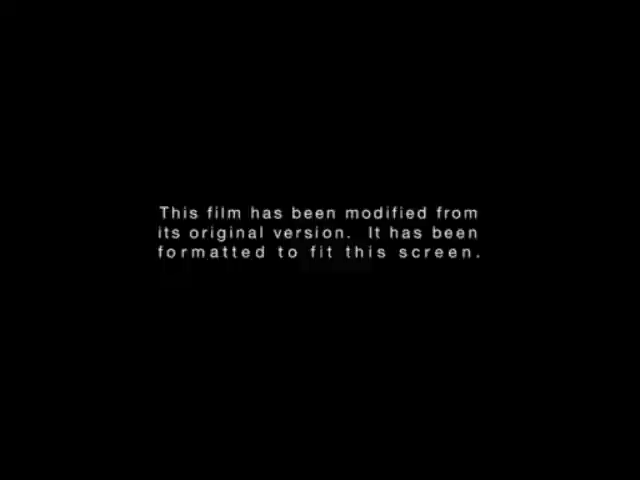 This film has been modified from
its original version. It has been
formatted to fit this screen.